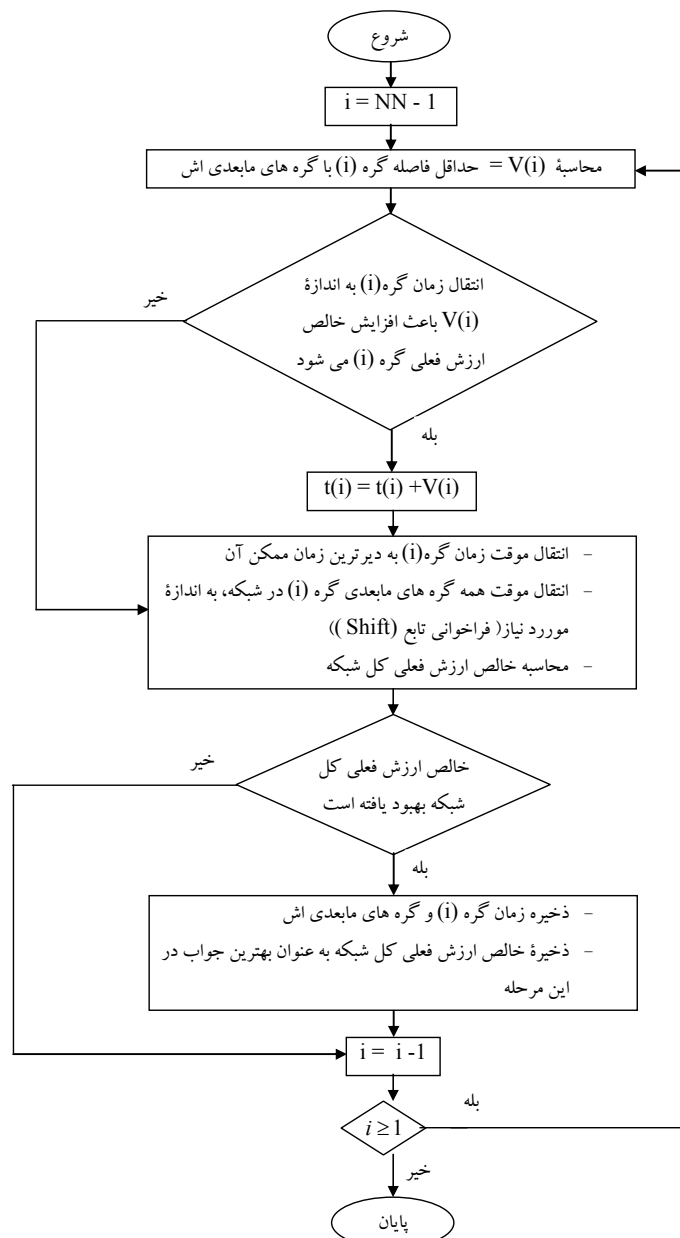 شروع
i = NN - 1
محاسبۀ V(i) = حداقل فاصله گره (i) با گره های مابعدی اش
انتقال زمان گره(i) به اندازۀ
V(i) باعث افزایش خالص
ارزش فعلی گره (i) می شود
خیر
بله
t(i) = t(i) +V(i)
- انتقال موقت زمان گره(i) به دیرترین زمان ممکن آن
- انتقال موقت همه گره های مابعدی گره (i) در شبکه، به اندازۀ
موررد نیاز( فراخوانی تابع (Shift ))
- محاسبه خالص ارزش فعلی کل شبکه
خالص ارزش فعلی کل
شبکه بهبود یافته است
خیر
بله
- ذخیره زمان گره (i) و گره های مابعدی اش
- ذخیرۀ خالص ارزش فعلی کل شبکه به عنوان بهترین جواب در
این مرحله
i = i -1
i ≥ 1
بله
خیر
پایان